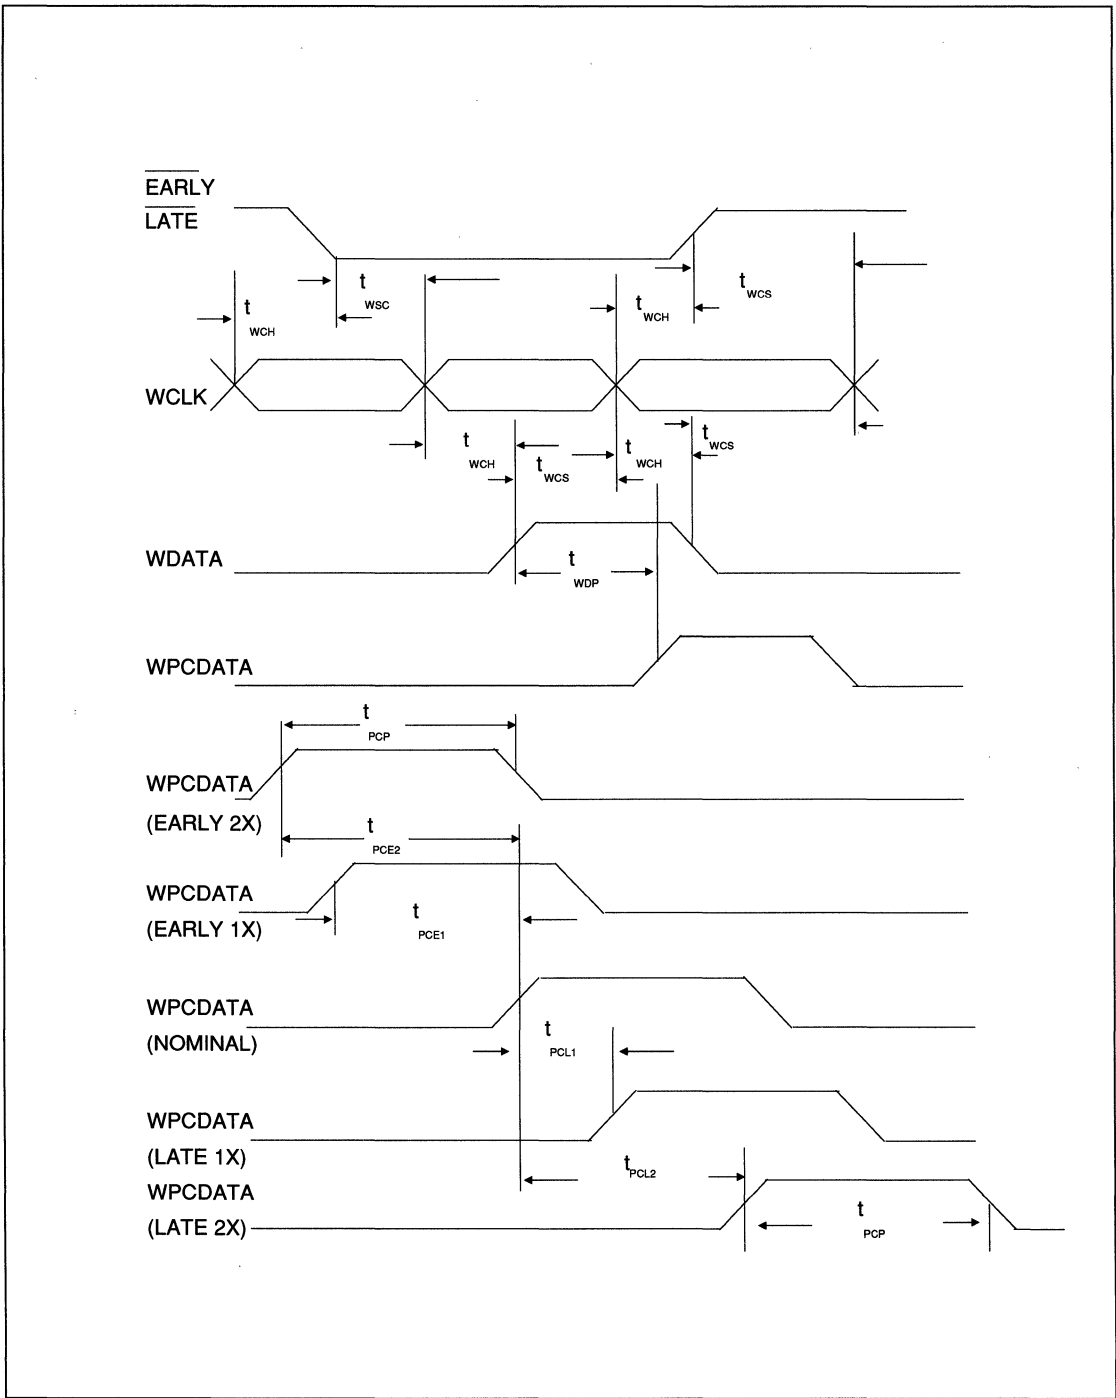 EARLY
LATE
t WSC
t WCS
t WCH
t WCH
WCLK
t WCS
t WCH
t WCS
t WCH
WDATA
t WDP
WPCDATA
t PCP
WPCDATA
(EARLY 2X)
t PCE2
WPCDATA
(EARLY 1X)
t PCE1
WPCDATA
(NOMINAL)
t PCL1
WPCDATA
(LATE 1X)
t PCL2
WPCDATA
(LATE 2X)
t PCP